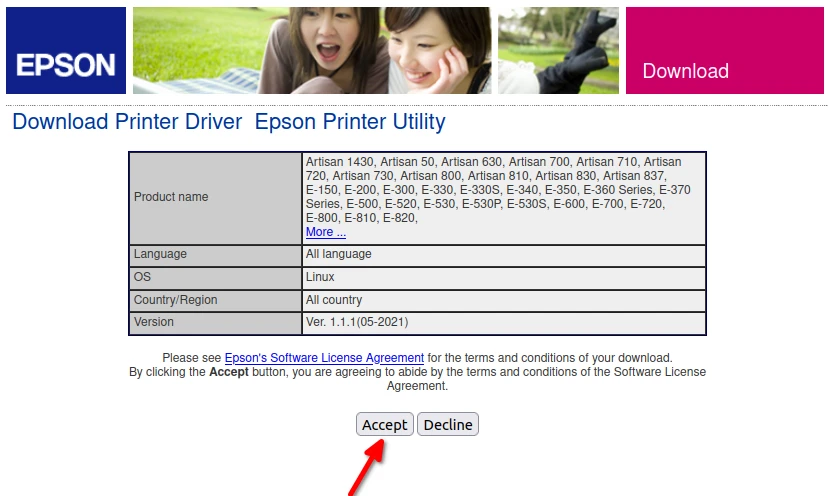 EPSON
Download
Download Printer Driver  Epson Printer Utility
Product name
Artisan 1430, Artisan 50, Artisan 630, Artisan 700, Artisan 710, Artisan
720, Artisan 730, Artisan 800, Artisan 810, Artisan 830, Artisan 837,
E-150, E-200, E-300, E-330, E-330S, E-340, E-350, E-360 Series, E-370
Series, E-500, E-520, E-530, E-530P, E-530S, E-600, E-700, E-720,
E-800, E-810, E-820,
More ...
Language All language
OS Linux
Country/Region All country
Version Ver. 1.1.1(05-2021)
Please see Epson's Software License Agreement for the terms and conditions of your download.
By clicking the Accept button, you are agreeing to abide by the terms and conditions of the Software License
Agreement.
Accept Decline